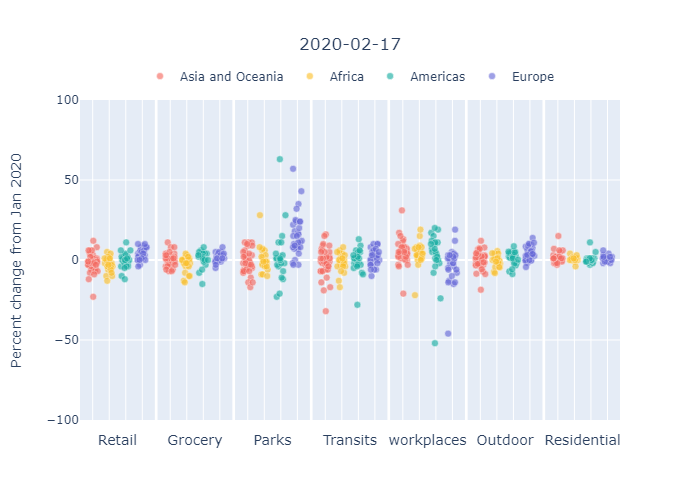 2020-02-17
Asia and Oceania Africa Americas Europe
Percent change from Jan 2020
100
50
0
−50
−100
Retail Grocery Parks Transits workplaces Outdoor Residential